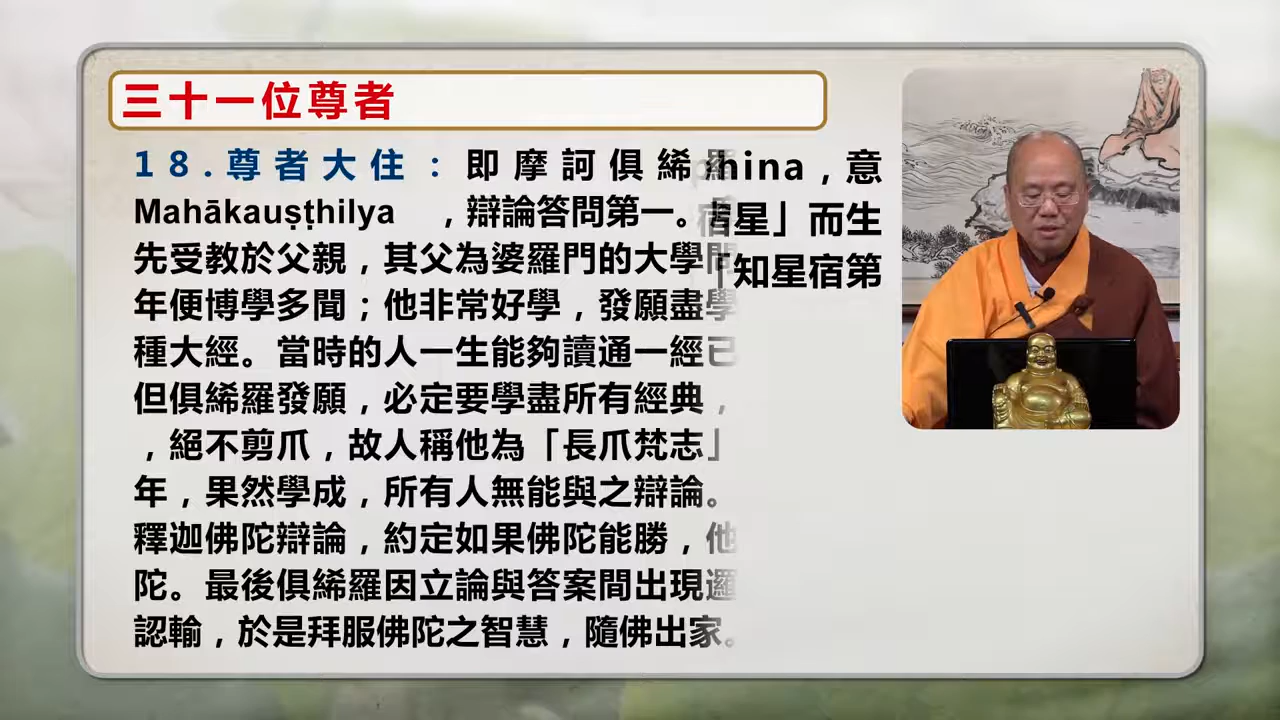 三十一位尊者
18.尊者大住：即摩訶俱絺羅
Mahākauṣṭhilya ，辯論答問第一。
先受教於父親，其父為婆羅門的大學問
年便博學多聞；他非常好學，發願盡學
種大經。當時的人一生能夠讀通一經已
但俱絺羅發願，必定要學盡所有經典，
，絕不剪爪，故人稱他為「長爪梵志」
年，果然學成，所有人無能與之辯論。
釋迦佛陀辯論，約定如果佛陀能勝，他
陀。最後俱絺羅因立論與答案間出現邏
認輸，於是拜服佛陀之智慧，隨佛出家。
hina，意
宿星」而生
「知星宿第